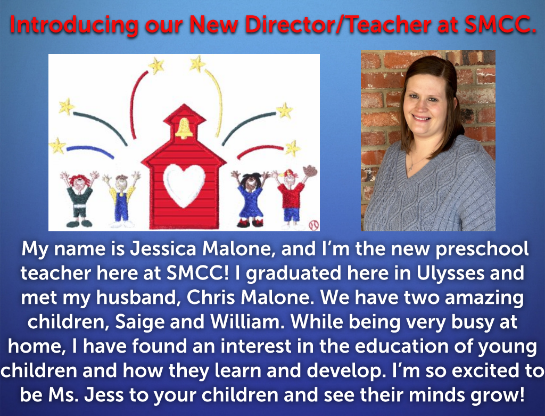 Introducing our New Director/Teacher at SMCC.
My name is Jessica Malone, and I'm the new preschool
teacher here at SMCC! I graduated here in Ulysses and
met my husband, Chris Malone. We have two amazing
children, Saige and William. While being very busy at
home, I have found an interest in the education of young
children and how they learn and develop. I'm so excited to
be Ms. Jess to your children and see their minds grow!